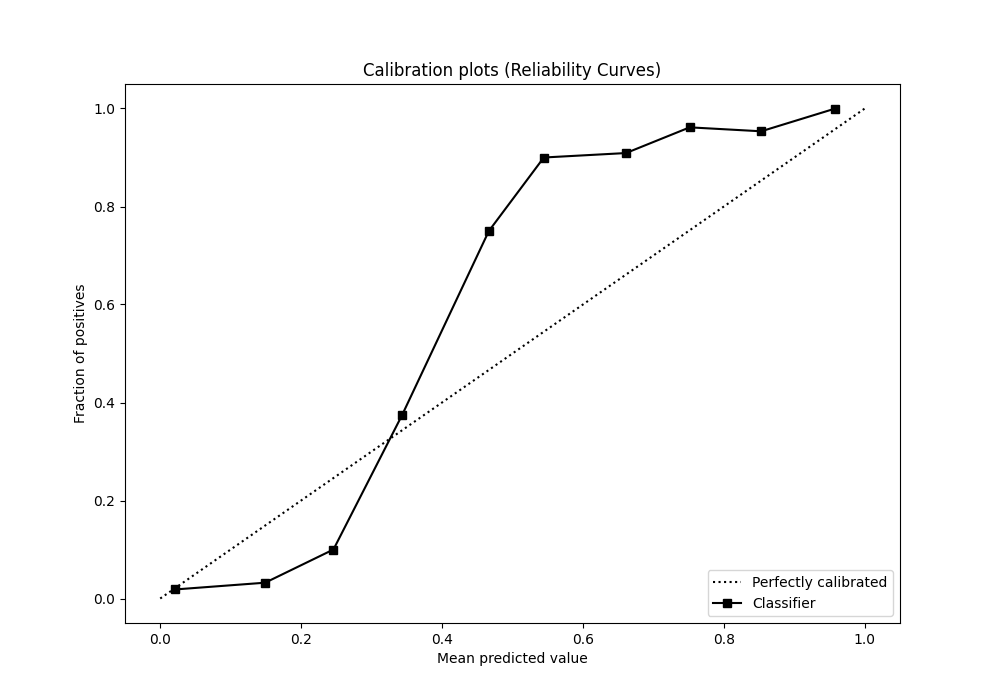 Calibration plots (Reliability Curves)
1.0
0.8
0.6
0.4
0.2
0.0
Fraction of positives
0.0 0.2 0.4 0.6 0.8 1.0
Mean predicted value
Perfectly calibrated
Classifier